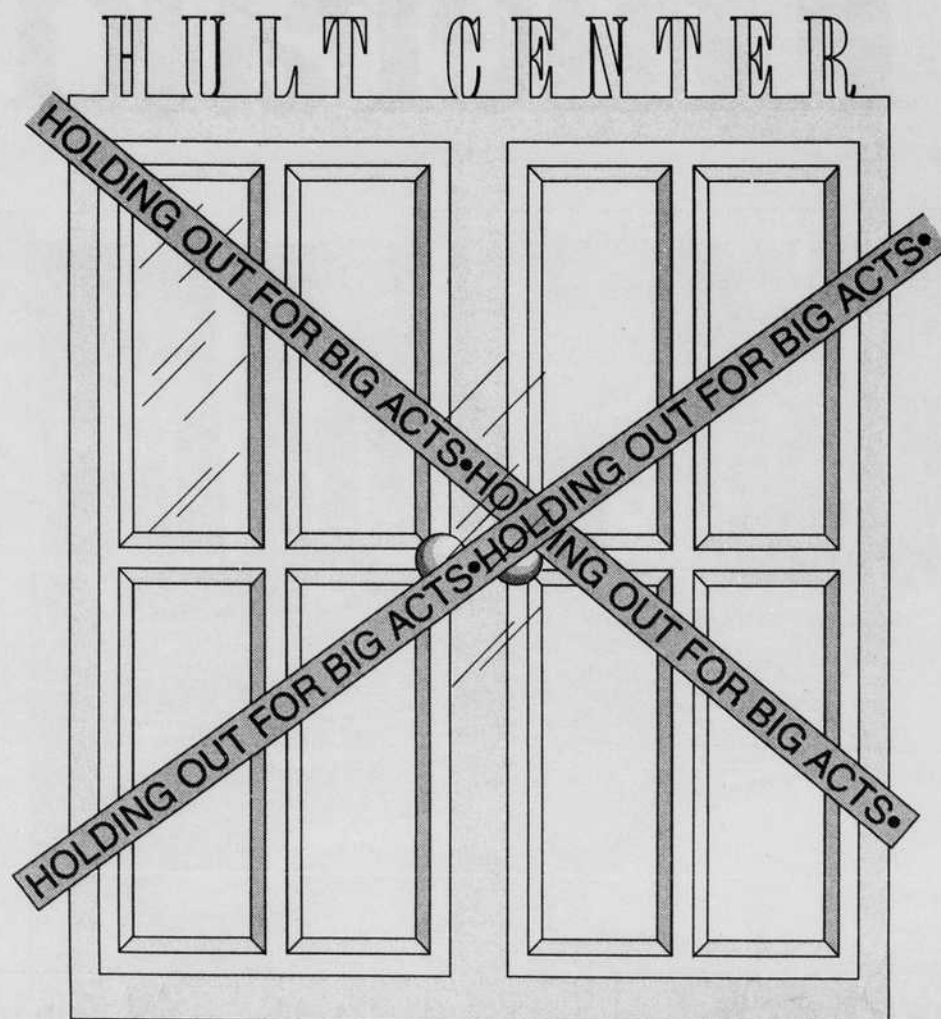 HULT CENTER
HOLDING OUT FOR BIG ACTS•HOLDING OUT FOR BIG ACTS•
HOLDING OUT FOR BIG ACTS•HOLDING OUT FOR BIG ACTS•